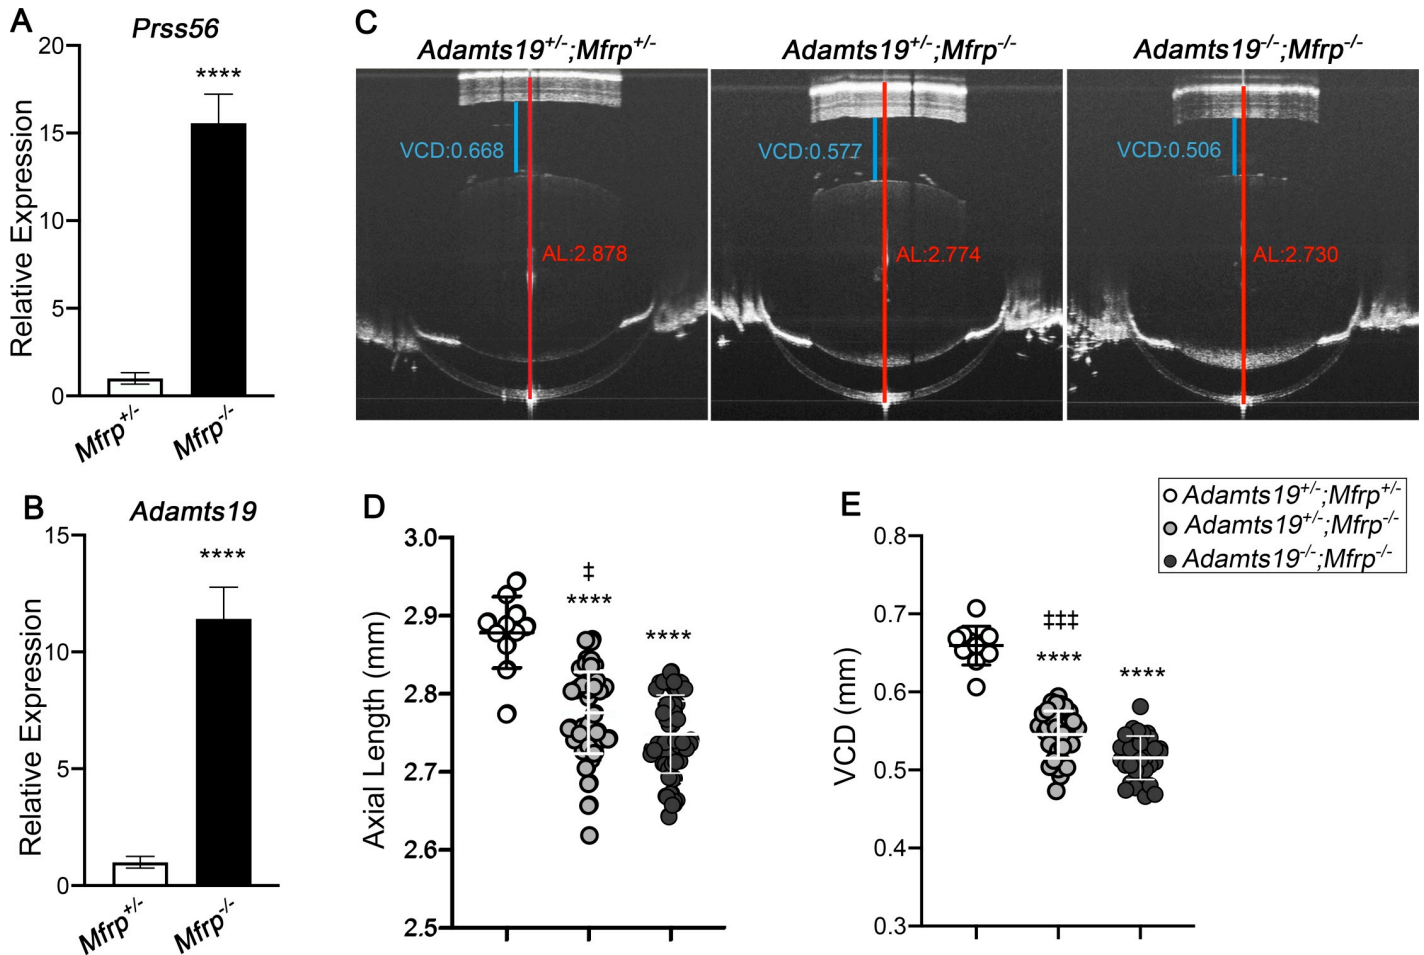 A
Prss56
20
15
10
5
0
Relative Expression
Mfrp+/-
Mfrp-/-
****
B
Adamts19
15
10
5
0
Relative Expression
Mfrp+/-
Mfrp-/-
****
C
Adamts19+/-;Mfrp+/-
Adamts19+/-;Mfrp-/-
Adamts19-/-;Mfrp-/-
VCD:0.668
AL:2.878
VCD:0.577
AL:2.774
VCD:0.506
AL:2.730
D
3.0
2.9
2.8
2.7
2.6
2.5
Axial Length (mm)
‡
****
****
E
0.8
0.7
0.6
0.5
0.4
0.3
VCD (mm)
‡‡‡
****
****
Adamts19+/-;Mfrp+/-
Adamts19+/-;Mfrp-/-
Adamts19-/-;Mfrp-/-